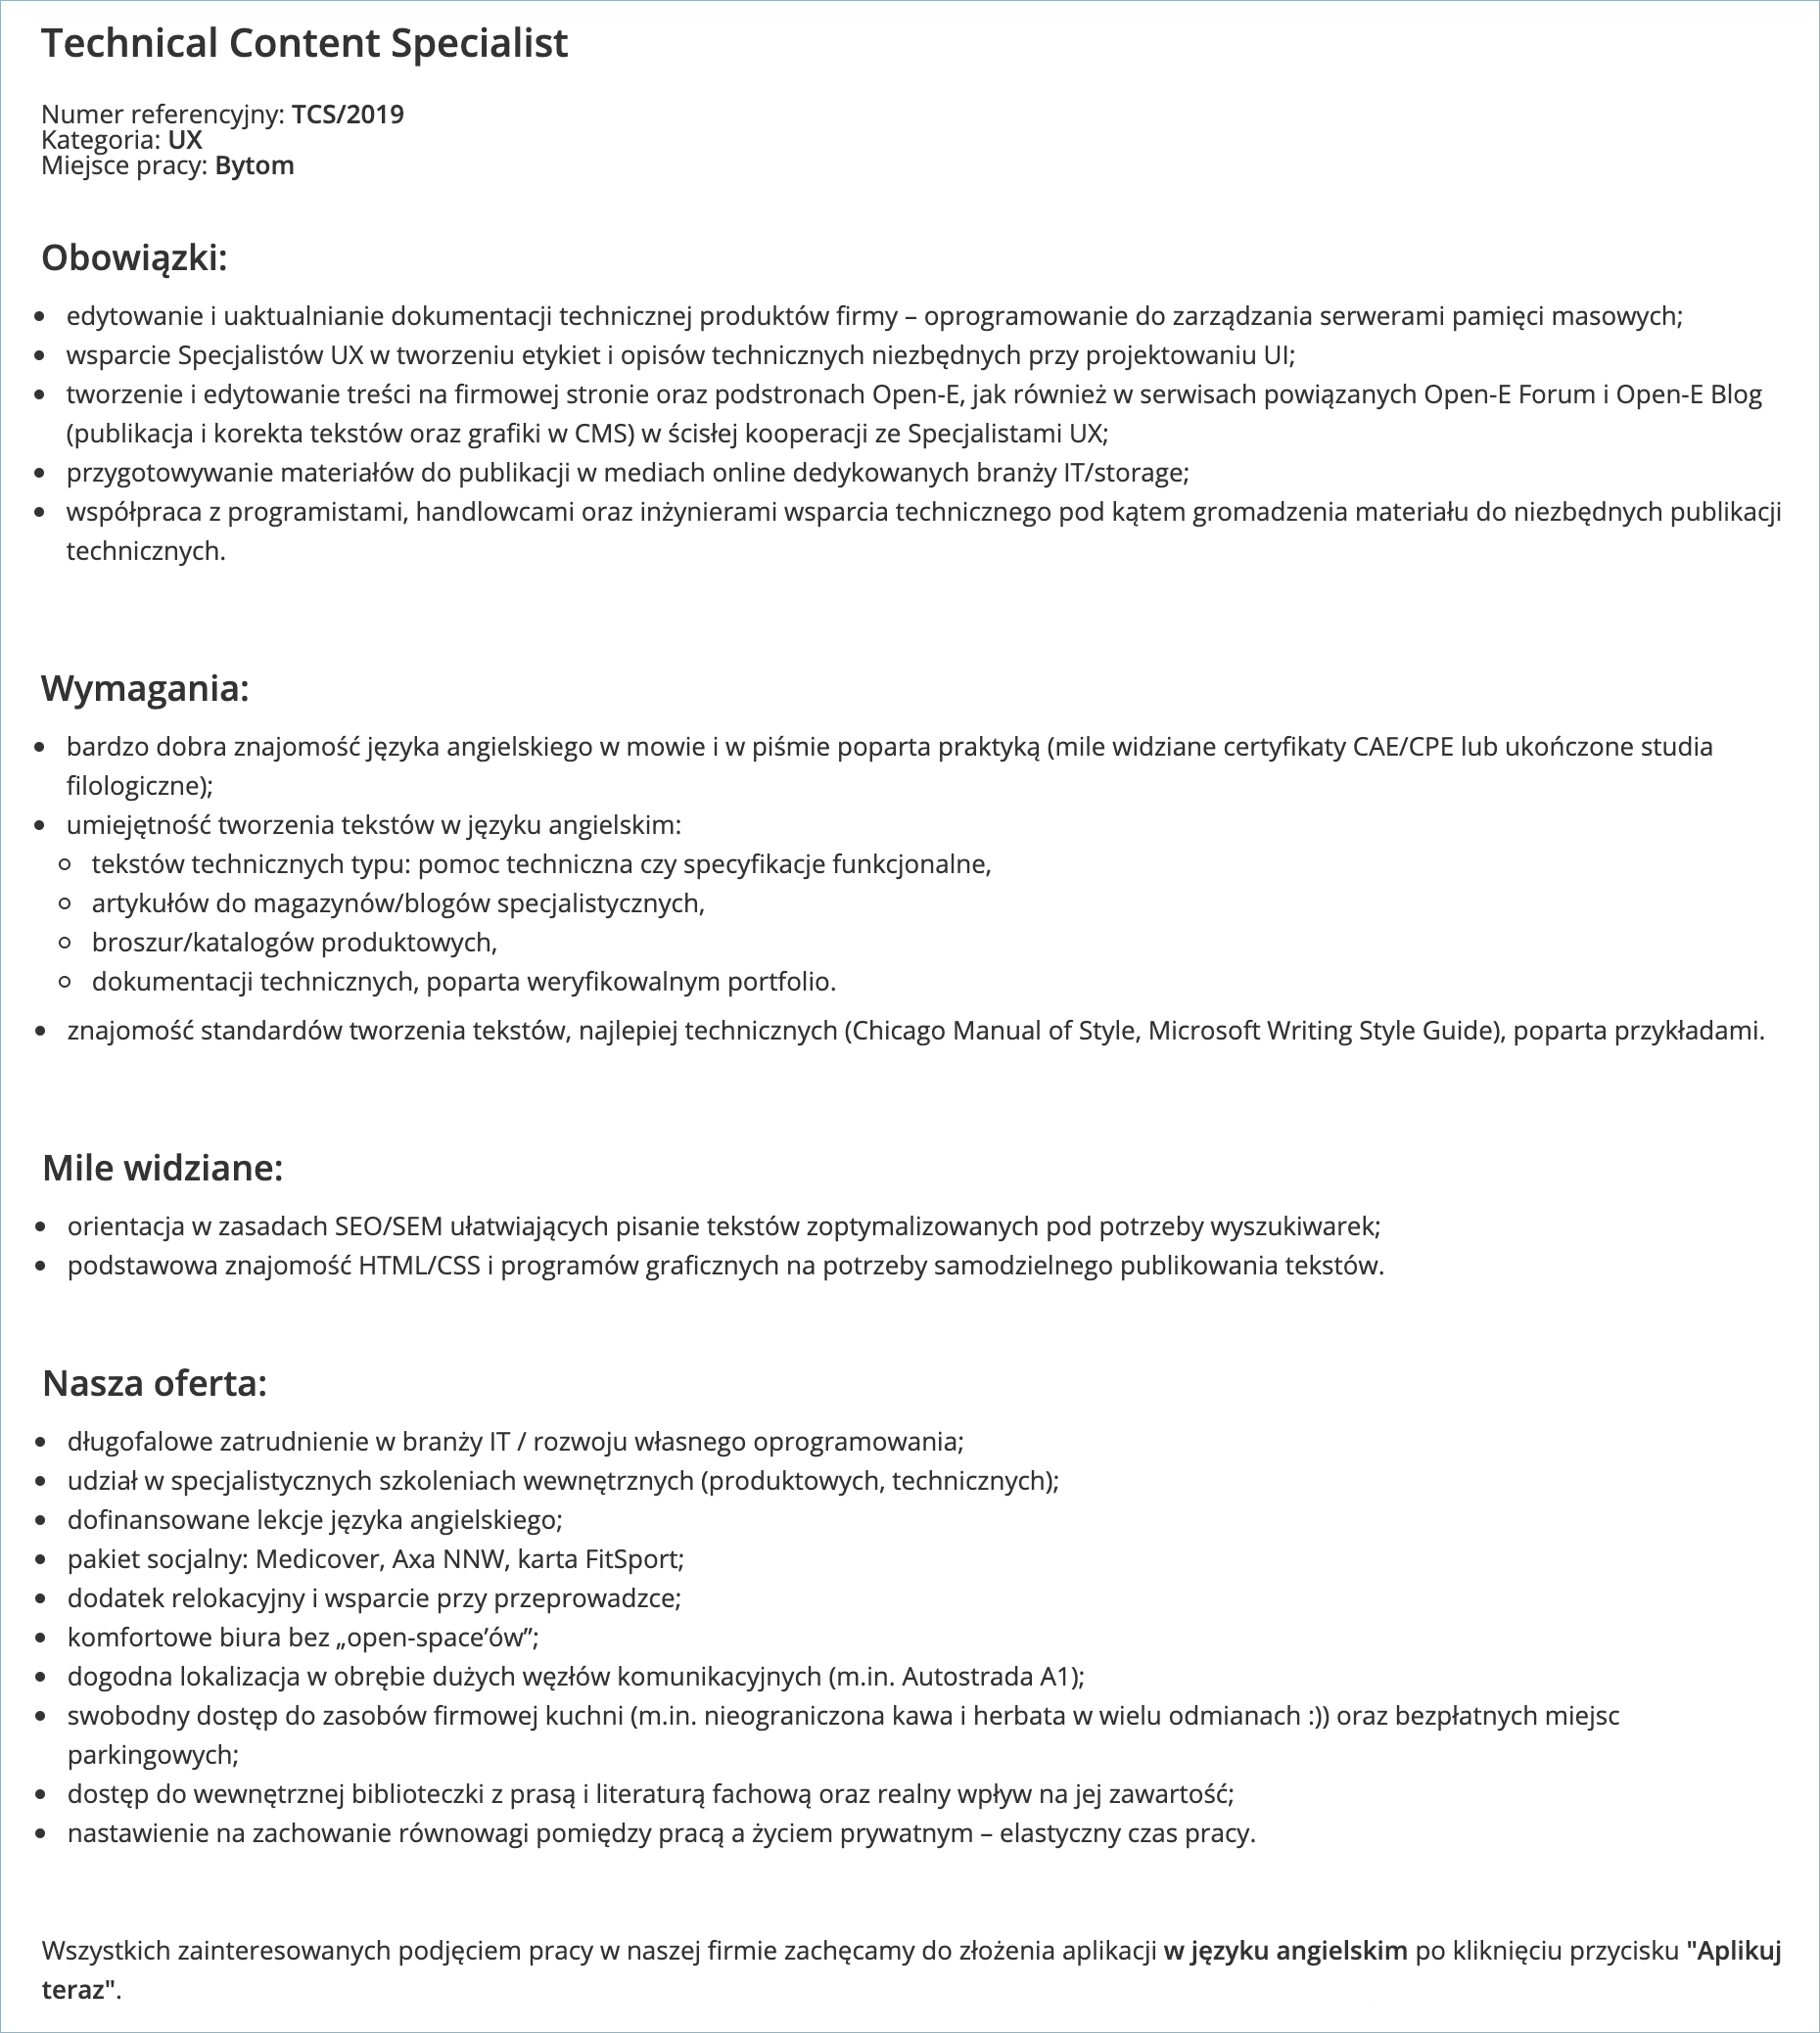 Technical Content Specialist
Numer referencyjny: TCS/2019
Kategoria: UX
Miejsce pracy: Bytom
Obowiązki:
edytowanie i uaktualnianie dokumentacji technicznej produktów firmy – oprogramowanie do zarządzania serwerami pamięci masowych;
wsparcie Specjalistów UX w tworzeniu etykiet i opisów technicznych niezbędnych przy projektowaniu UI;
tworzenie i edytowanie treści na firmowej stronie oraz podstronach Open-E, jak również w serwisach powiązanych Open-E Forum i Open-E Blog
(publikacja i korekta tekstów oraz grafiki w CMS) w ścisłej kooperacji ze Specjalistami UX;
przygotowywanie materiałów do publikacji w mediach online dedykowanych branży IT/storage;
współpraca z programistami, handlowcami oraz inżynierami wsparcia technicznego pod kątem gromadzenia materiału do niezbędnych publikacji
technicznych.
Wymagania:
bardzo dobra znajomość języka angielskiego w mowie i w piśmie poparta praktyką (mile widziane certyfikaty CAE/CPE lub ukończone studia
filologiczne);
umiejętność tworzenia tekstów w języku angielskim:
tekstów technicznych typu: pomoc techniczna czy specyfikacje funkcjonalne,
artykułów do magazynów/blogów specjalistycznych,
broszur/katalogów produktowych,
dokumentacji technicznych, poparta weryfikowalnym portfolio.
znajomość standardów tworzenia tekstów, najlepiej technicznych (Chicago Manual of Style, Microsoft Writing Style Guide), poparta przykładami.
Mile widziane:
orientacja w zasadach SEO/SEM ułatwiających pisanie tekstów zoptymalizowanych pod potrzeby wyszukiwarek;
podstawowa znajomość HTML/CSS i programów graficznych na potrzeby samodzielnego publikowania tekstów.
Nasza oferta:
długofalowe zatrudnienie w branży IT / rozwoju własnego oprogramowania;
udział w specjalistycznych szkoleniach wewnętrznych (produktowych, technicznych);
dofinansowane lekcje języka angielskiego;
pakiet socjalny: Medicover, Axa NNW, karta FitSport;
dodatek relokacyjny i wsparcie przy przeprowadzce;
komfortowe biura bez „open-space’ów”;
dogodna lokalizacja w obrębie dużych węzłów komunikacyjnych (m.in. Autostrada A1);
swobodny dostęp do zasobów firmowej kuchni (m.in. nieograniczona kawa i herbata w wielu odmianach :)) oraz bezpłatnych miejsc
parkingowych;
dostęp do wewnętrznej biblioteczki z prasą i literaturą fachową oraz realny wpływ na jej zawartość;
nastawienie na zachowanie równowagi pomiędzy pracą a życiem prywatnym – elastyczny czas pracy.
Wszystkich zainteresowanych podjęciem pracy w naszej firmie zachęcamy do złożenia aplikacji w języku angielskim po kliknięciu przycisku "Aplikuj
teraz".